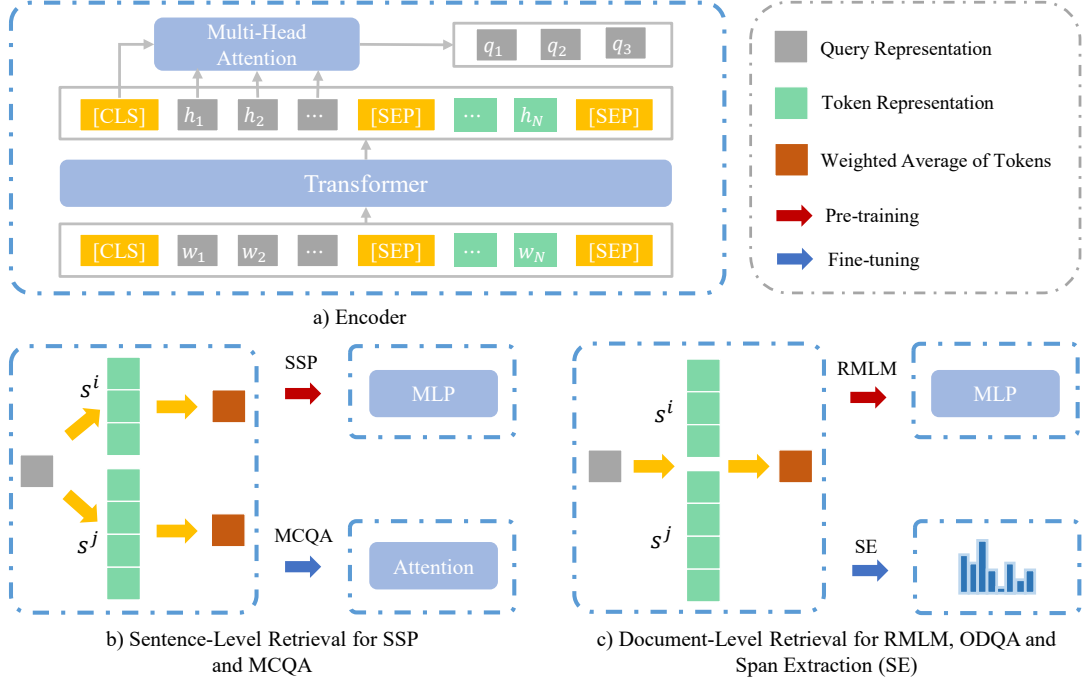 Multi-Head
Attention
q₁ q₂ q₃
[CLS] h₁ h₂ ... [SEP] ... h_N [SEP]
Transformer
[CLS] w₁ w₂ ... [SEP] ... w_N [SEP]
a) Encoder
Query Representation
Token Representation
Weighted Average of Tokens
Pre-training
Fine-tuning
sⁱ
sʲ
SSP
MLP
MCQA
Attention
b) Sentence-Level Retrieval for SSP
and MCQA
sⁱ
sʲ
RMLM
MLP
SE
c) Document-Level Retrieval for RMLM, ODQA and
Span Extraction (SE)